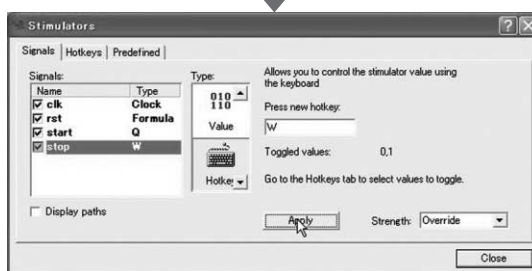 Stimulators
Signals Hotkeys Predefined
Signals:
Name Type
clk Clock
rst Formula
start Q
stop W
Display paths
Type:
010
110
Value
Hotke
Allows you to control the stimulator value using
the keyboard
Press new hotkey:
W
Toggled values: 0,1
Go to the Hotkeys tab to select values to toggle.
Apply
Strength: Override
Close